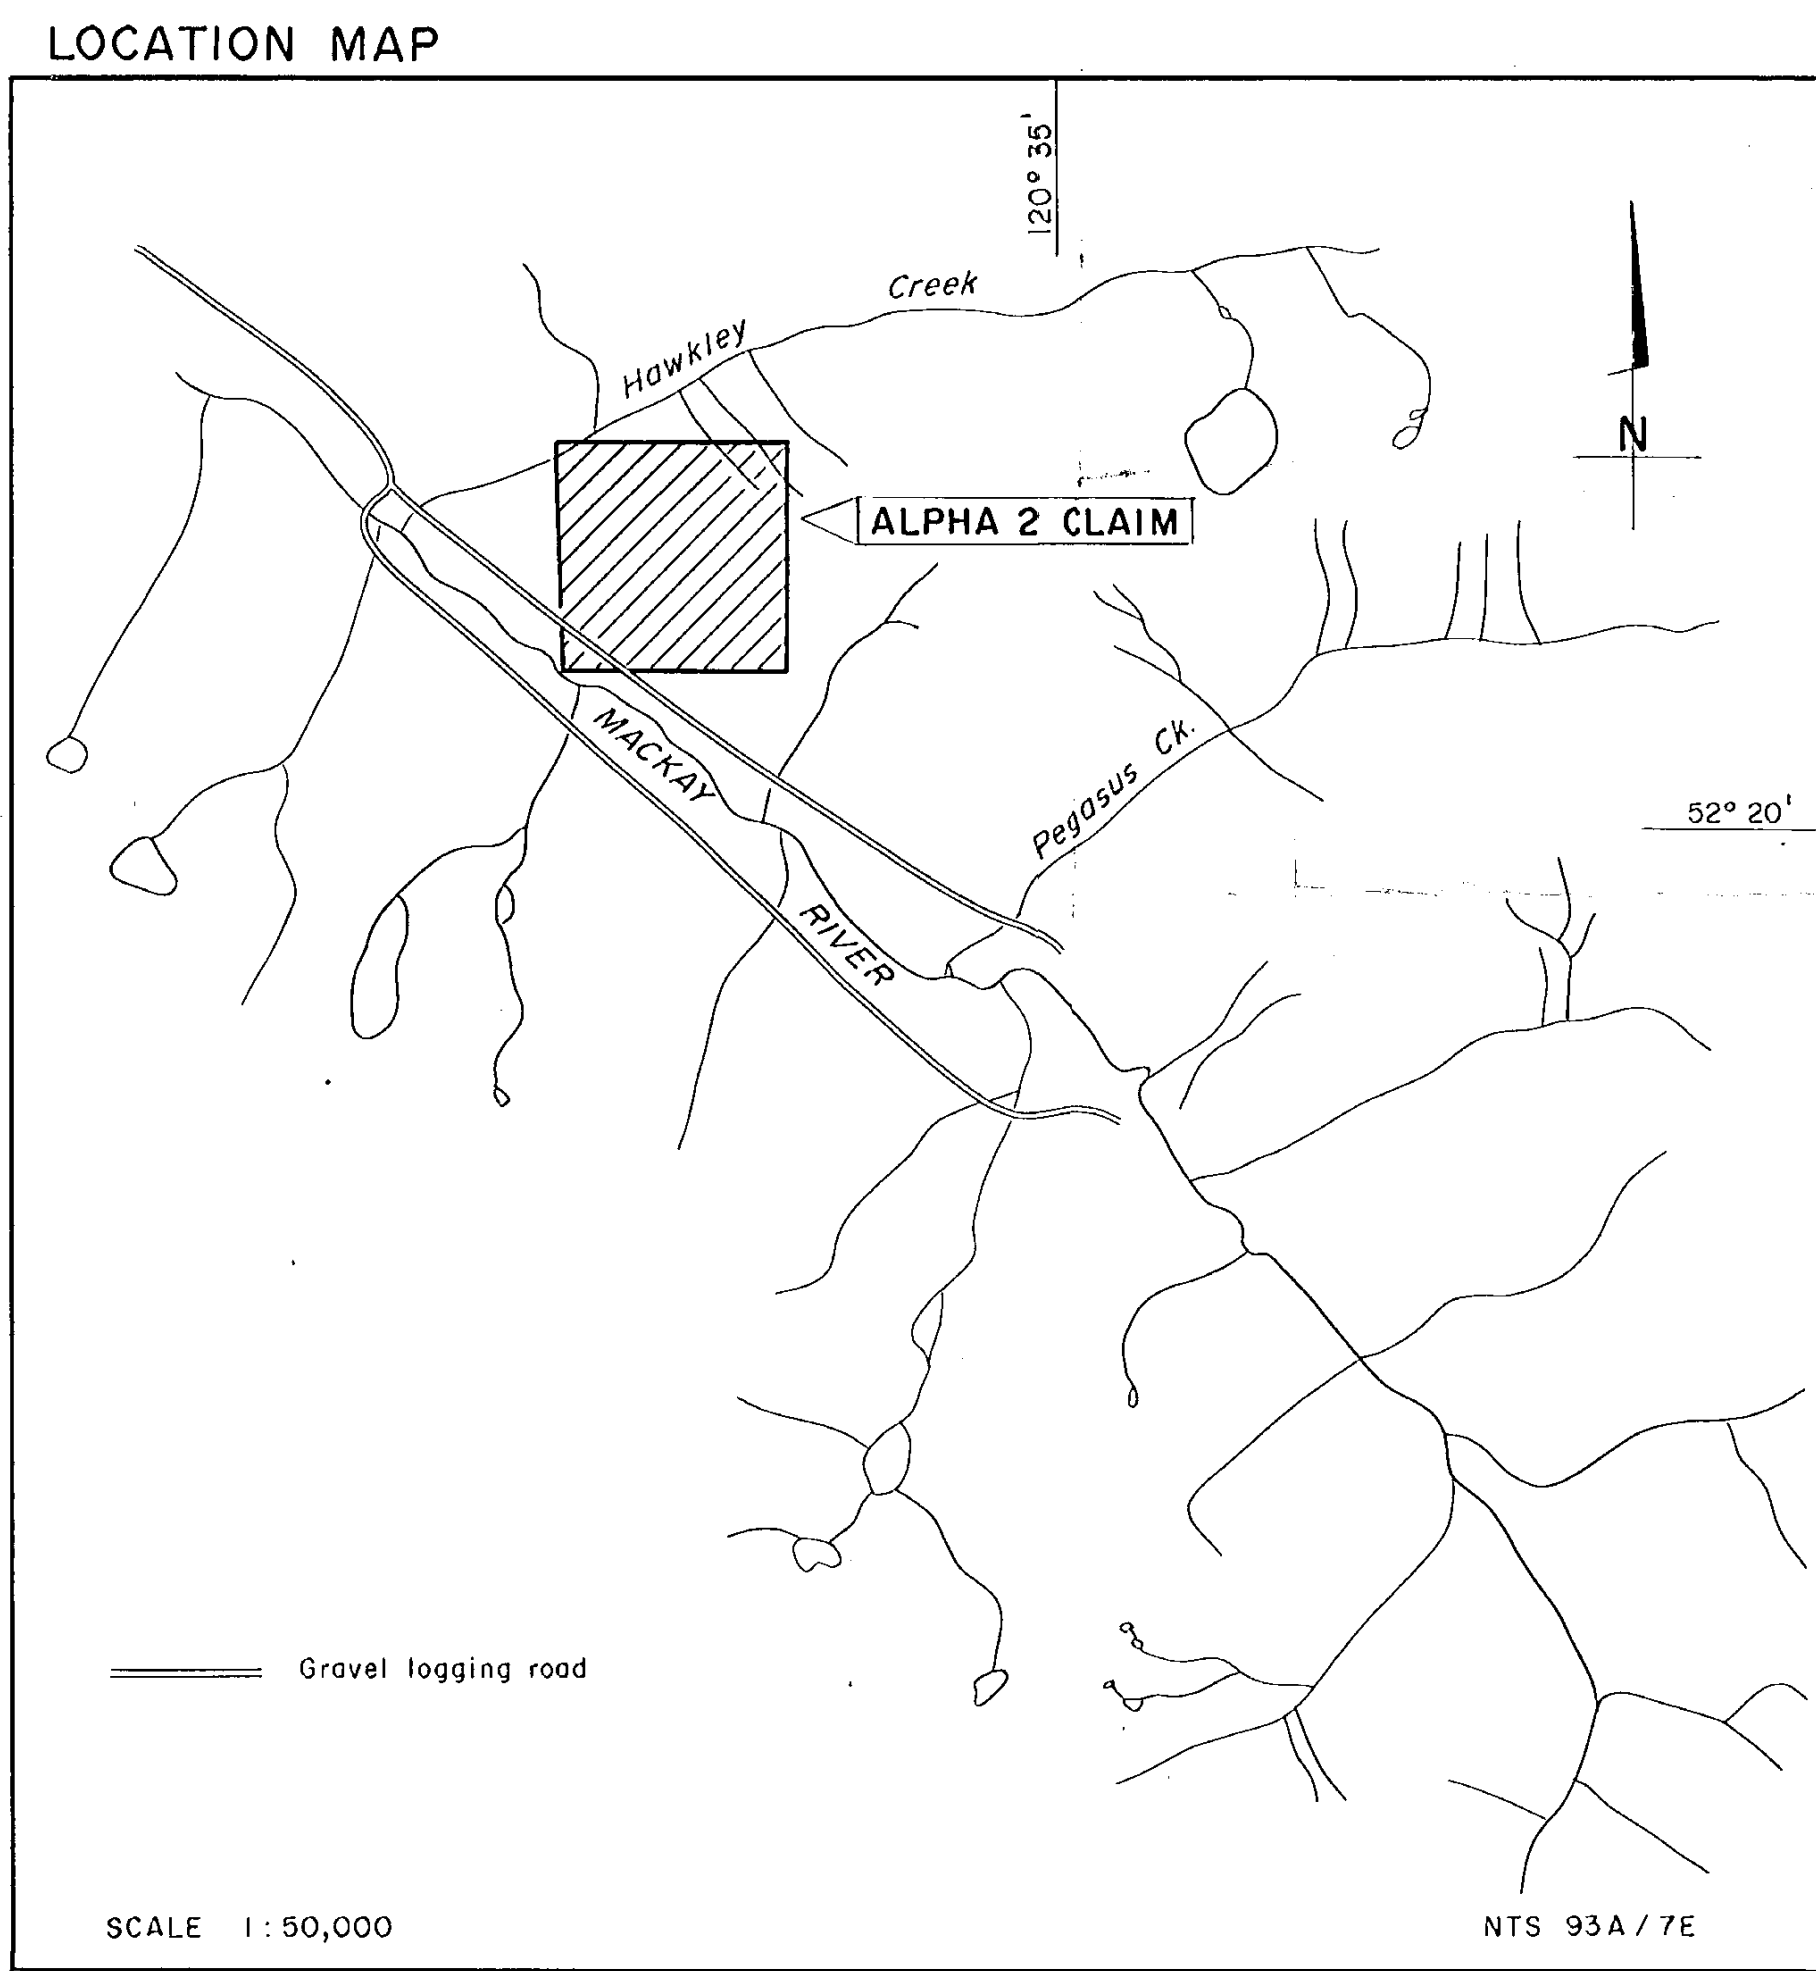 LOCATION MAP
120° 35'
Hawkley Creek
N
ALPHA 2 CLAIM
MACKAY RIVER
Pegasus Ck.
52° 20'
Gravel logging road
SCALE 1:50,000
NTS 93A/7E